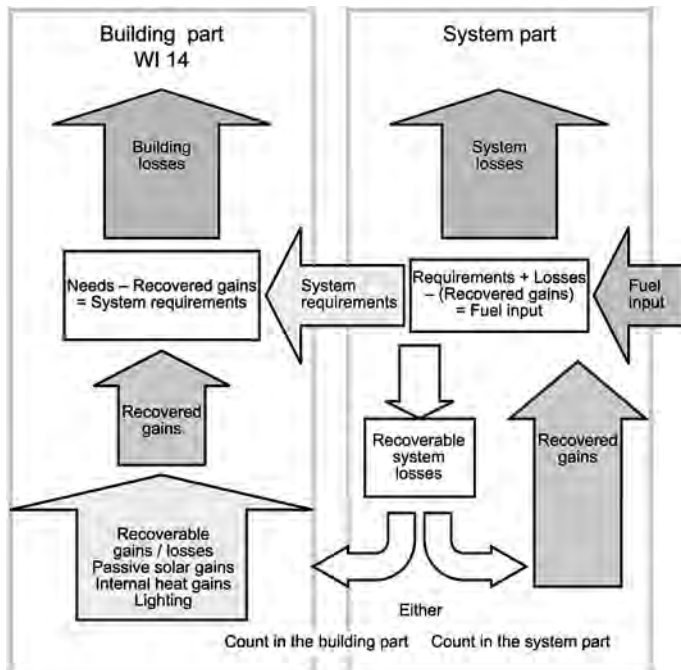 Building part
WI 14
System part
Building
losses
System
losses
Needs – Recovered gains
= System requirements
System
requirements
Requirements + Losses
– (Recovered gains)
= Fuel input
Fuel
input
Recovered
gains
Recoverable
system
losses
Recovered
gains
Recoverable
gains / losses
Passive solar gains
Internal heat gains
Lighting
Either
Count in the building part
Count in the system part